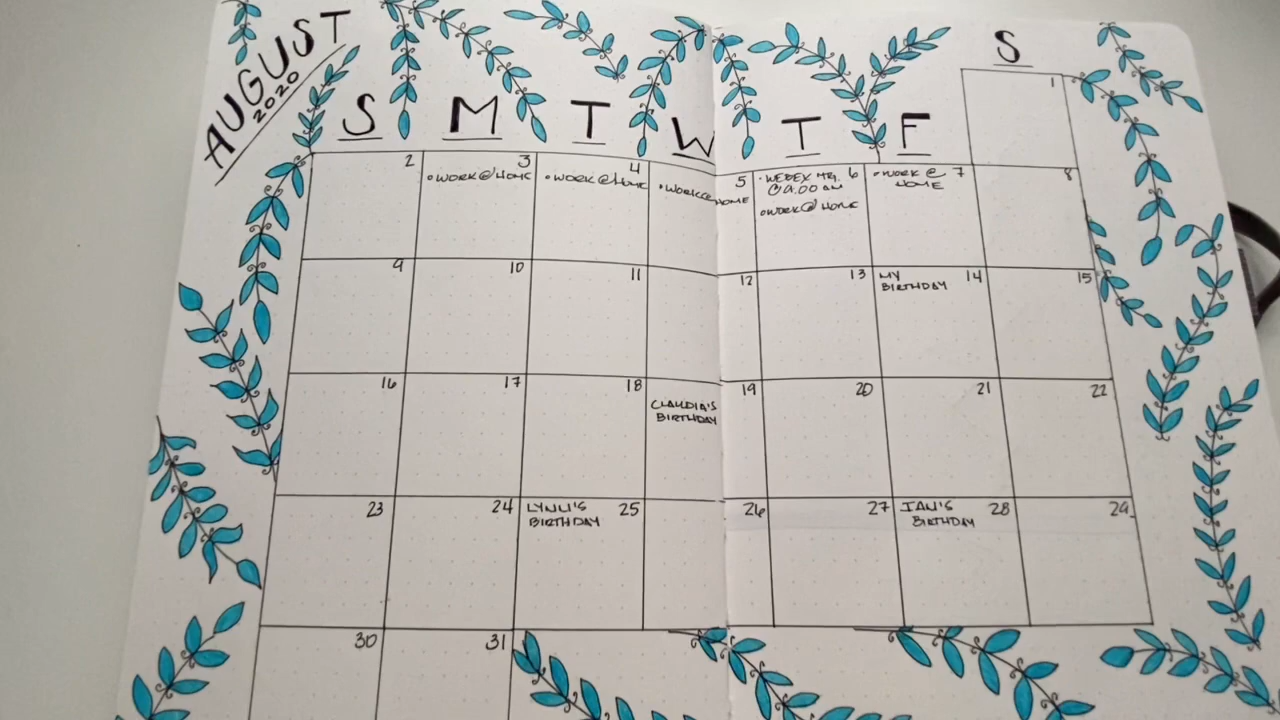 AUGUST
2020
S M T W T F S
1
2 3 4 5 6 7 8
•WORK@HOME
•WORK@HOME
•WORK@HOME
•WEBEX MTG.
@9:00 AM
•WORK@HOME
•WORK @
HOME
9 10 11 12 13 14 15
MY
BIRTHDAY
16 17 18 19 20 21 22
CLAUDIA'S
BIRTHDAY
23 24 25 26 27 28 29
LYNN'S
BIRTHDAY
IAN'S
BIRTHDAY
30 31